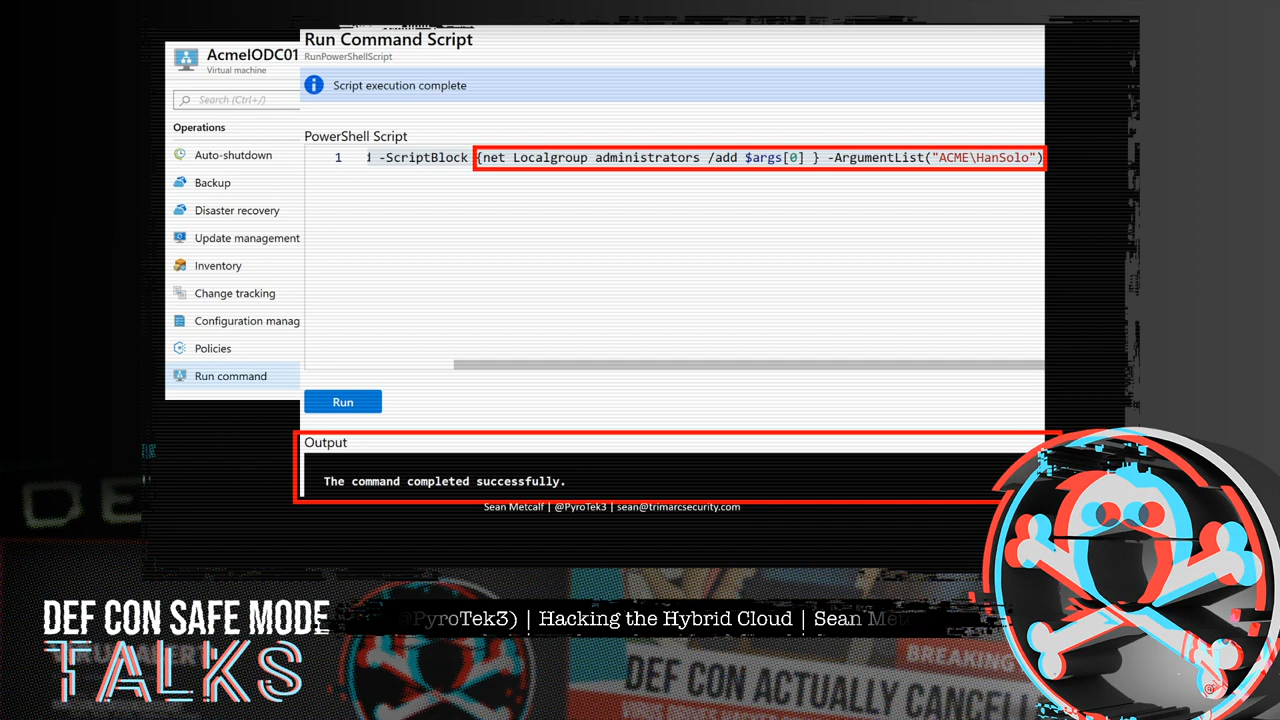 Run Command Script
RunPowerShellScript
AcmeIODC01
Virtual machine
Script execution complete
Search (Ctrl+/)
Operations
PowerShell Script
1 -ScriptBlock {net Localgroup administrators /add $args[0] } -ArgumentList("ACME\HanSolo")
Auto-shutdown
Backup
Disaster recovery
Update management
Inventory
Change tracking
Configuration manag
Policies
Run command
Run
Output
The command completed successfully.
Sean Metcalf | @PyroTek3 | sean@trimarcsecurity.com
DEF CON SAFE MODE
TALKS
@PyroTek3) | Hacking the Hybrid Cloud | Sean Metc
BREAKING
DEF CON ACTUALLY CANCELL